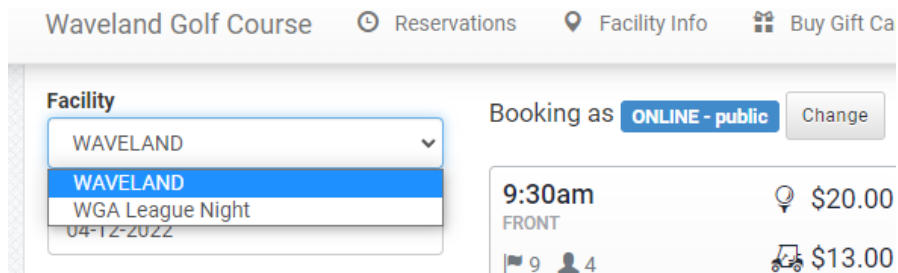 Waveland Golf Course Reservations Facility Info Buy Gift Ca
Facility
WAVELAND
WAVELAND
WGA League Night
04-12-2022
Booking as ONLINE - public Change
9:30am $20.00
FRONT
9 4 $13.00